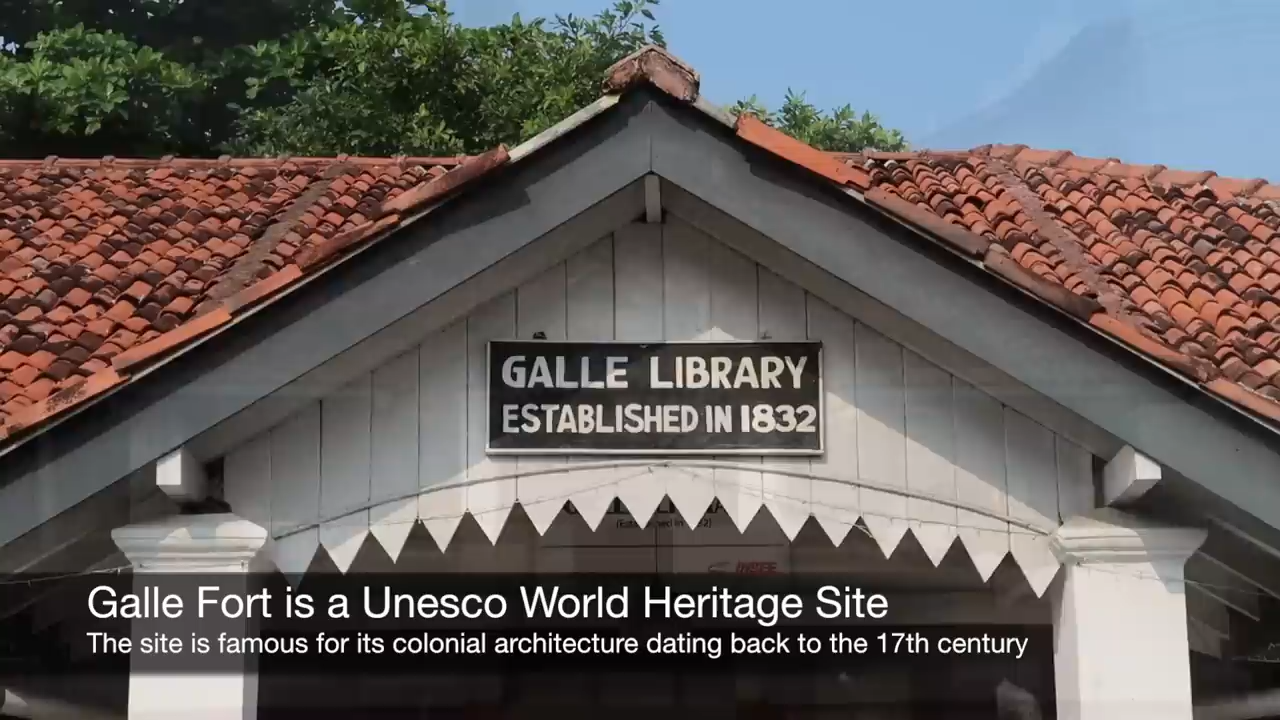 GALLE LIBRARY
ESTABLISHED IN 1832
Galle Fort is a Unesco World Heritage Site
The site is famous for its colonial architecture dating back to the 17th century